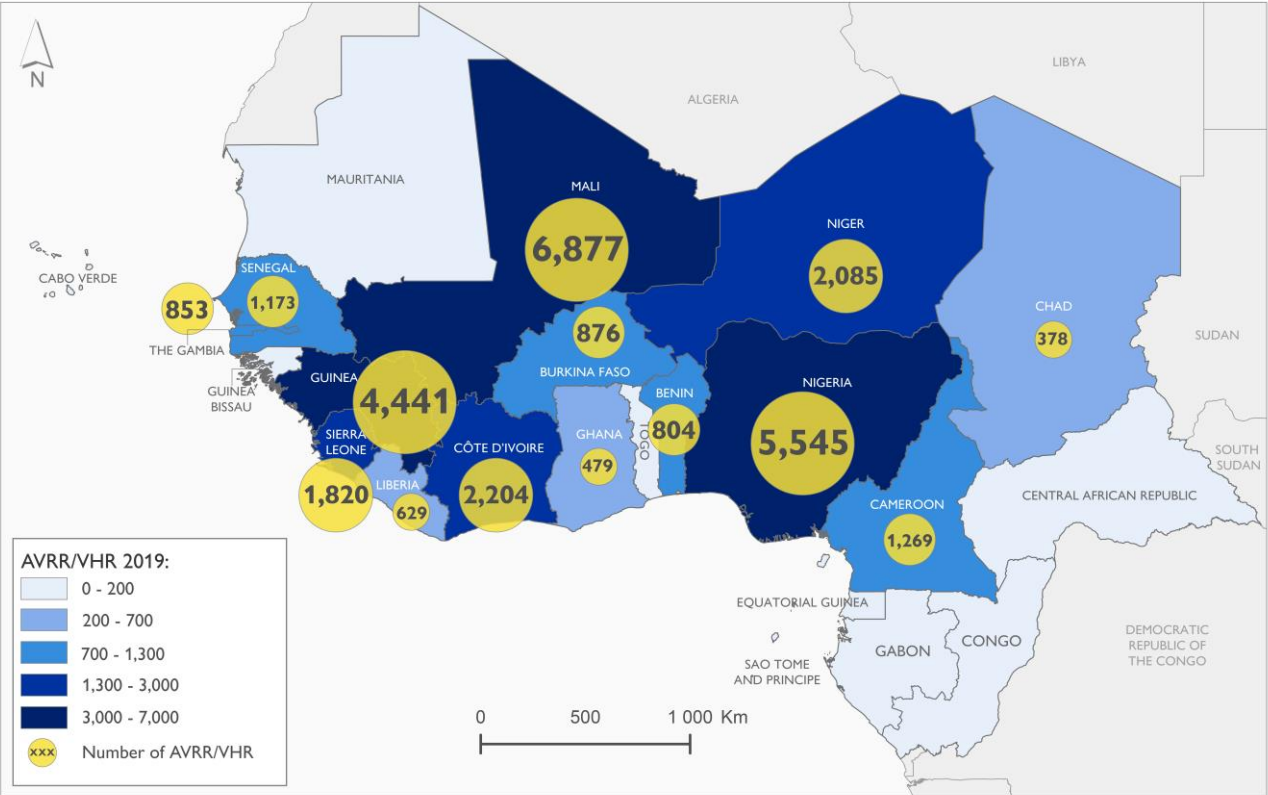 N
LIBYA
ALGERIA
MAURITANIA
MALI
6,877
NIGER
2,085
CABO VERDE
SENEGAL
1,173
853
CHAD
378
SUDAN
THE GAMBIA
876
BURKINA FASO
GUINEA
BISSAU
GUINEA
4,441
BENIN
804
NIGERIA
5,545
SIERRA
LEONE
1,820
LIBERIA
629
CÔTE D'IVOIRE
2,204
GHANA
479
TOGO
SOUTH
SUDAN
CENTRAL AFRICAN REPUBLIC
CAMEROON
1,269
EQUATORIAL GUINEA
GABON
CONGO
DEMOCRATIC
REPUBLIC OF
THE CONGO
SAO TOME
AND PRINCIPE
AVRR/VHR 2019:
0 - 200
200 - 700
700 - 1,300
1,300 - 3,000
3,000 - 7,000
xxx Number of AVRR/VHR
0 500 1 000 Km